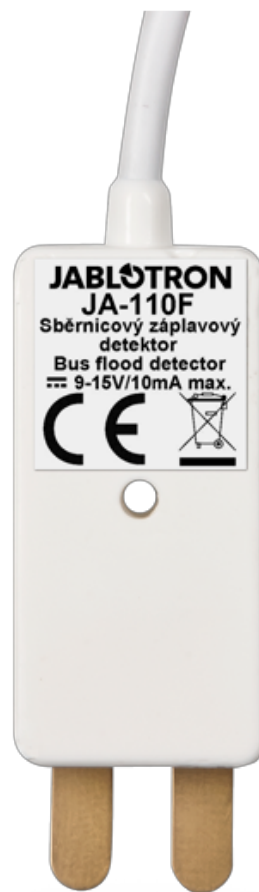 JABLOTRON
JA-110F
Sběrnicový záplavový
detektor
Bus flood detector
⎓ 9-15V/10mA max.
CE